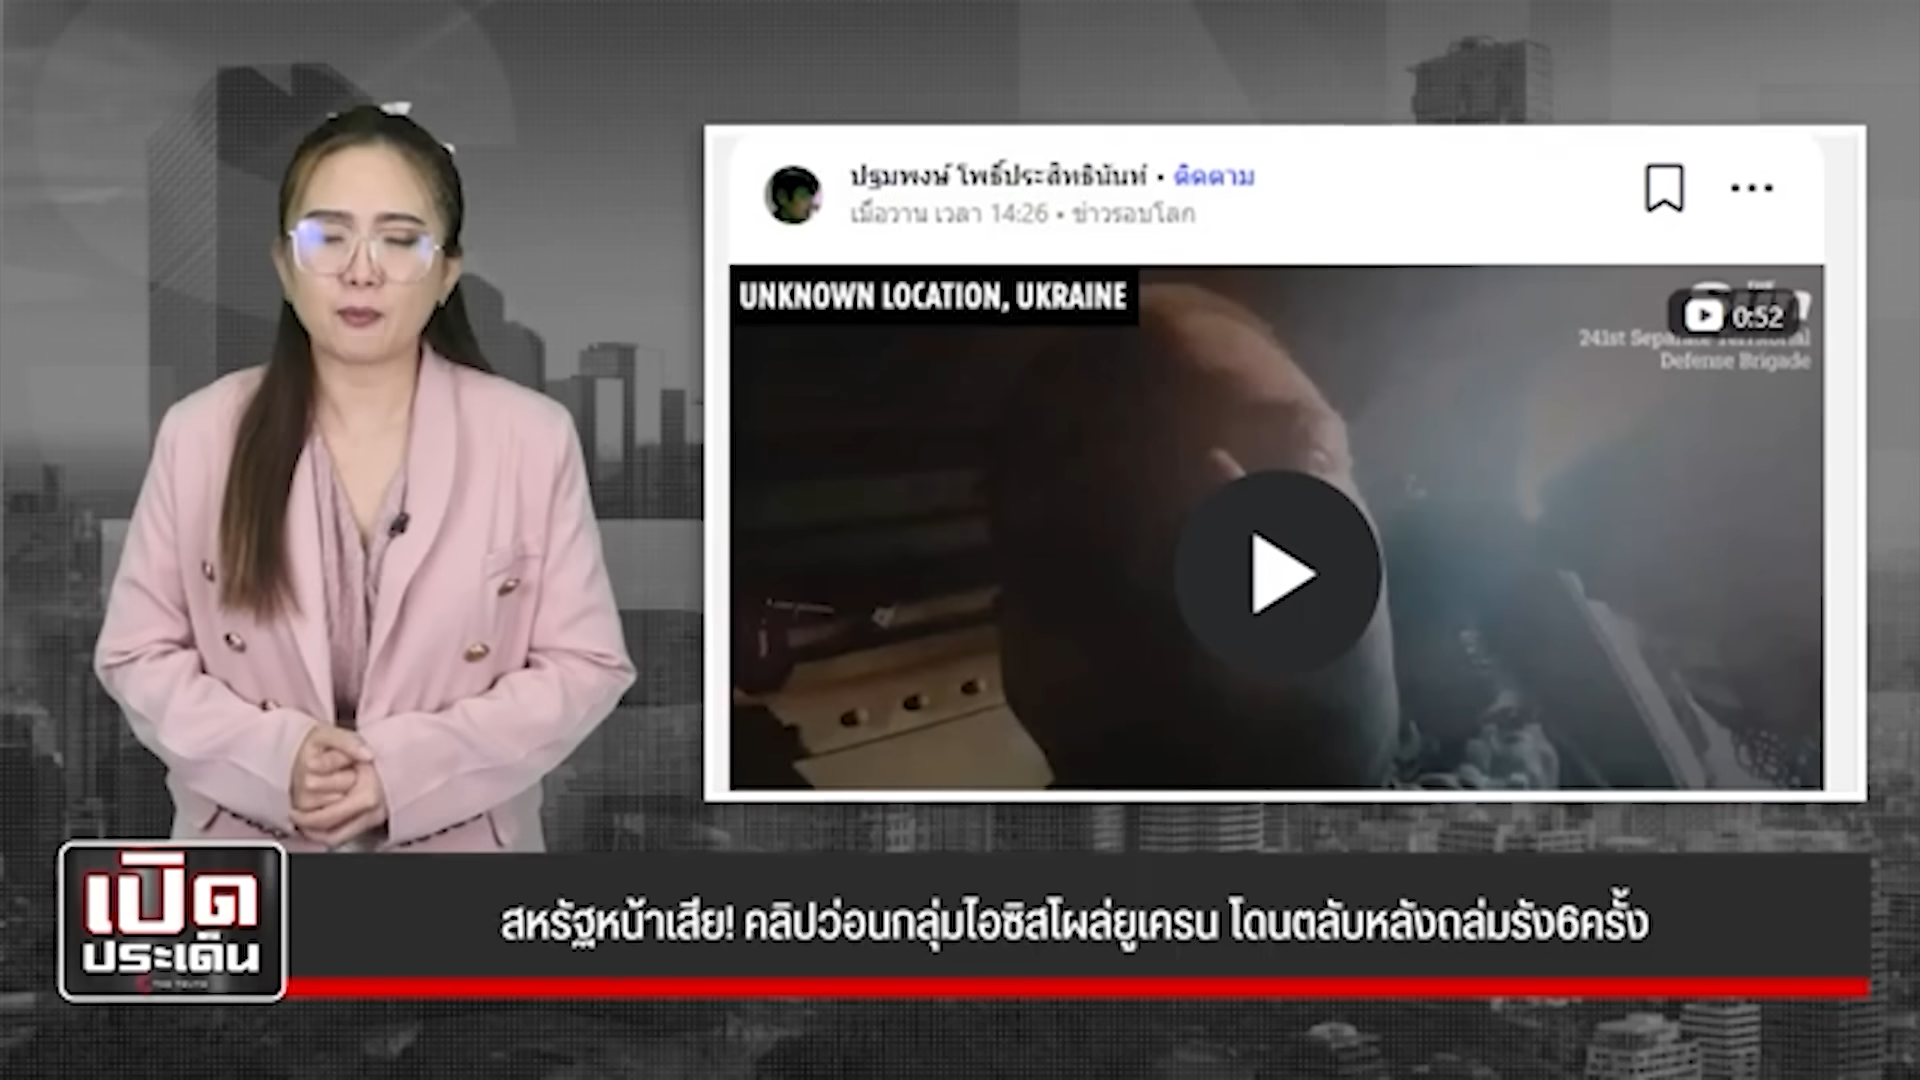 ปฐมพงษ์ โพธิ์ประสิทธินันท์ • ติดตาม
เมื่อวาน เวลา 14:26 • ข่าวรอบโลก
UNKNOWN LOCATION, UKRAINE
0:52
241st Separate Territorial
Defense Brigade
เปิด
ประเด็น
THE TRUTH
สหรัฐหน้าเสีย! คลิปว่อนกลุ่มไอซิสโผล่ยูเครน โดนตลับหลังถล่มรัง6ครั้ง